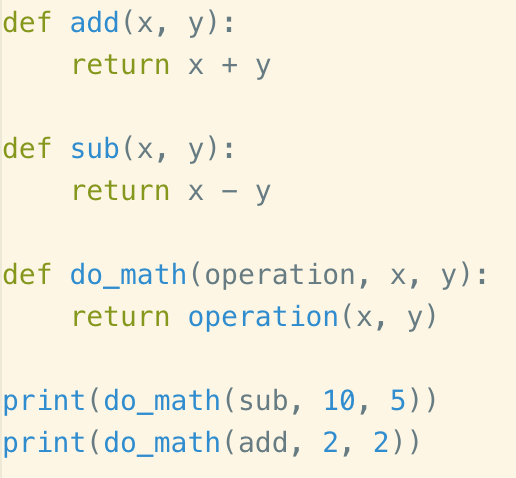 def add(x, y):
    return x + y

def sub(x, y):
    return x - y

def do_math(operation, x, y):
    return operation(x, y)

print(do_math(sub, 10, 5))
print(do_math(add, 2, 2))